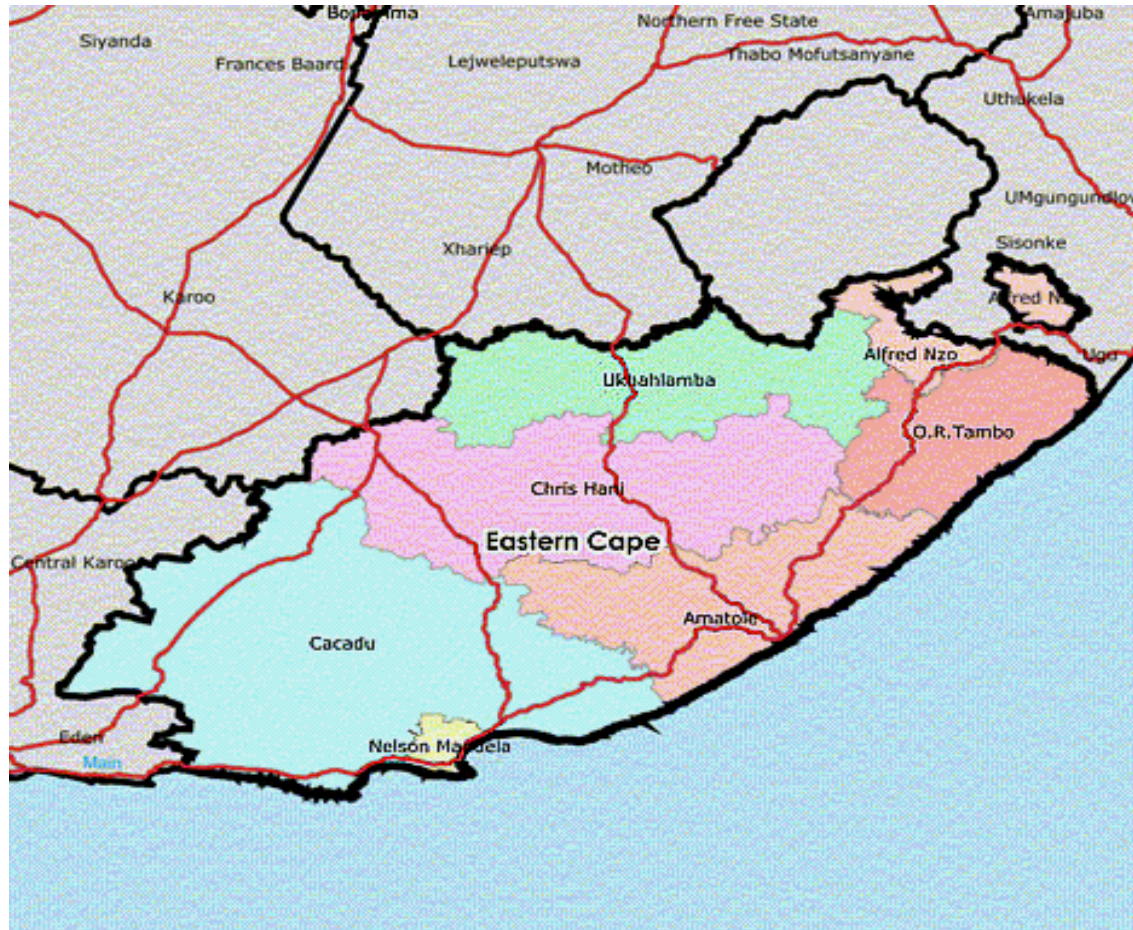 Amajuba
Northern Free State
Siyanda
Thabo Mofutsanyane
Frances Baard
Lejweleputswa
Uthukela
Motheo
Sisonke
Xhariep
Karoo
Alfred Nzo
Ugu
O.R.Tambo
Chris Hani
Eastern Cape
Central Karoo
Amatole
Cacadu
Eden
Nelson Mandela
Main